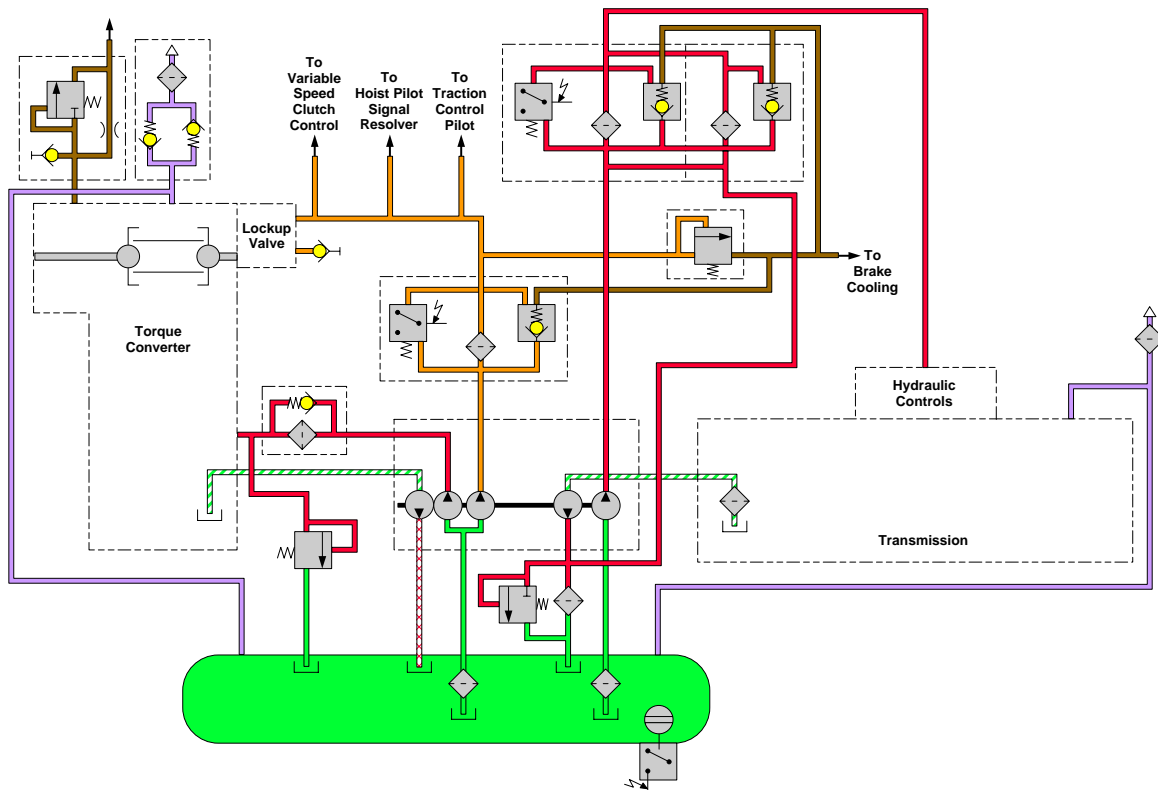 To
Variable
Speed
Clutch
Control
To
Hoist Pilot
Signal
Resolver
To
Traction
Control
Pilot
Lockup
Valve
To
Brake
Cooling
Torque
Converter
Hydraulic
Controls
Transmission